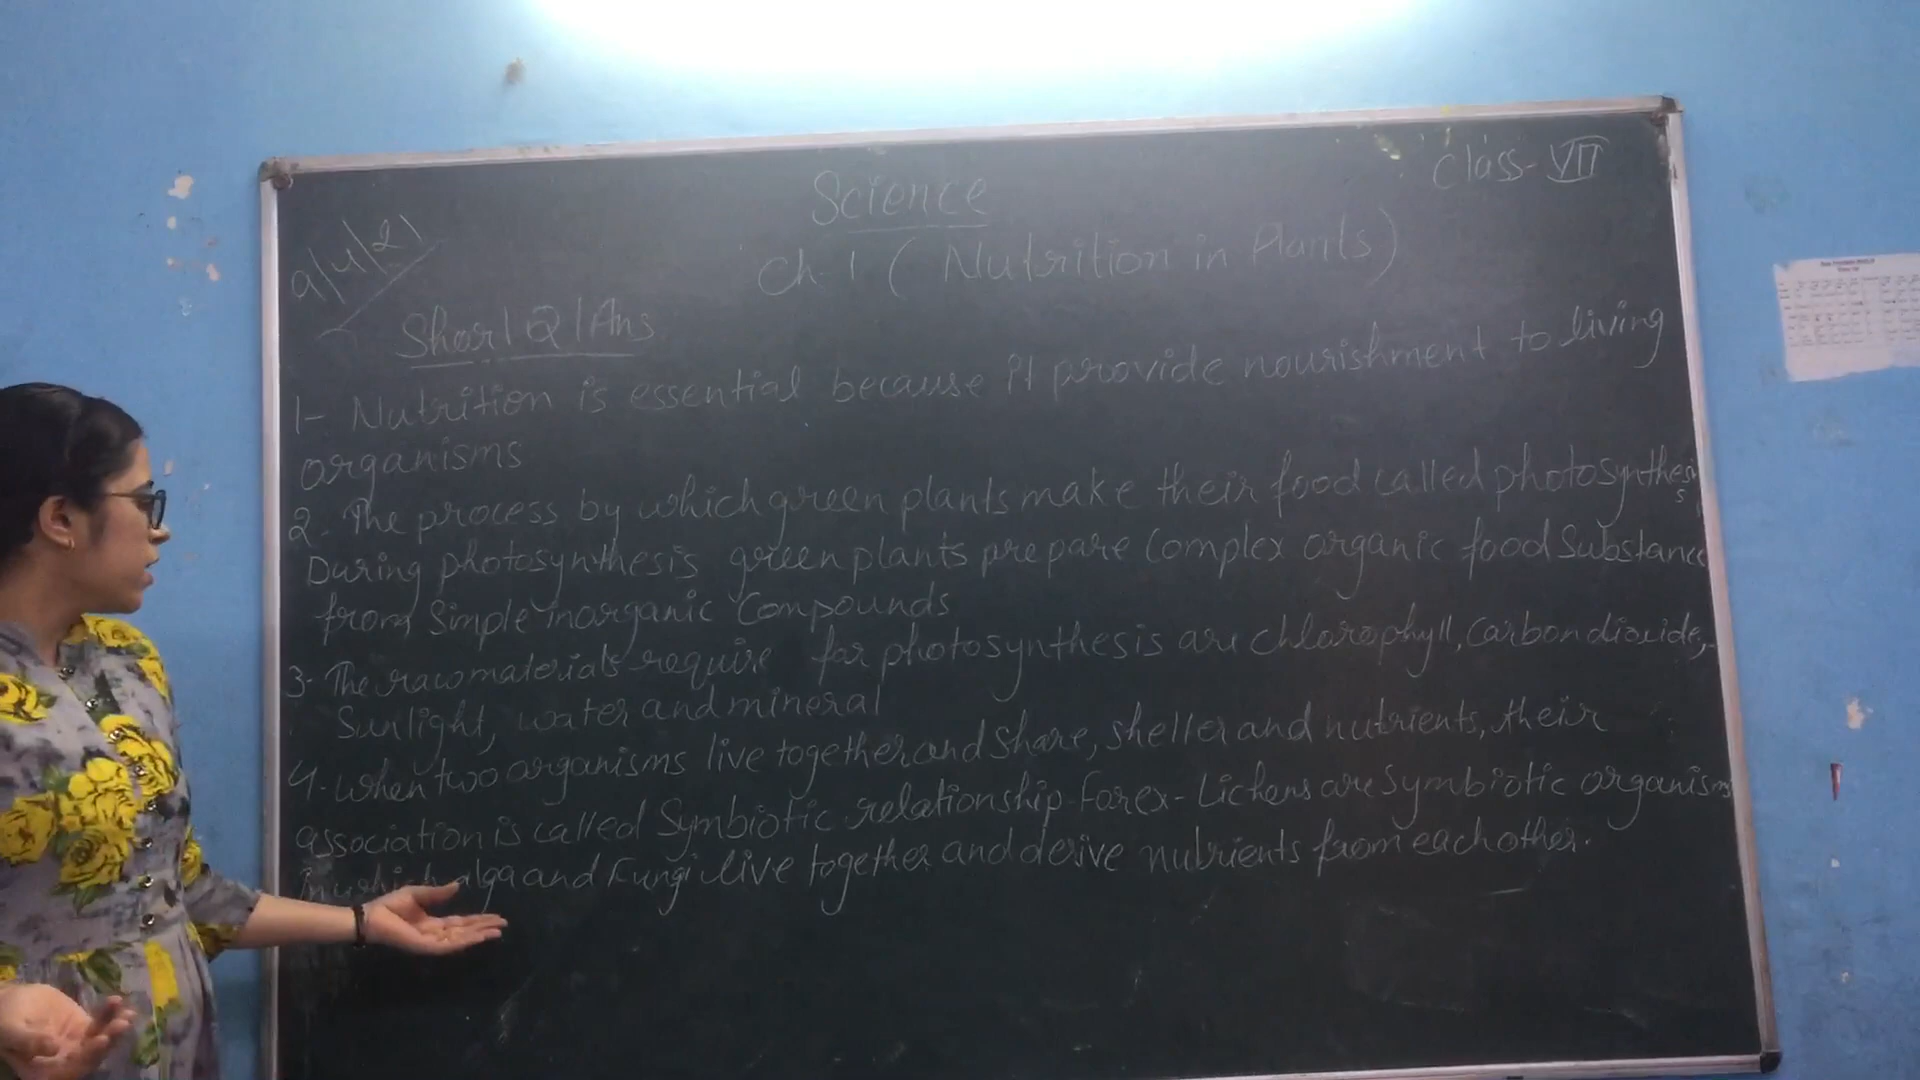 Class-VII
Science
9/4/21
Ch-1 ( Nutrition in Plants)
Short Q/Ans
1- Nutrition is essential because it provide nourishment to living
organisms
2. The process by which green plants make their food called photosynthesis
During photosynthesis green plants prepare complex organic food Substance
from Simple inorganic Compounds
3- The raw materials require for photosynthesis are chlorophyll, carbondioxide,
Sunlight, water and mineral
4. When two organisms live together and share, shelter and nutrients, their
association is called Symbiotic relationship. For ex- Lichens are Symbiotic organisms
in which alga and Fungi live together and derive nutrients from each other.